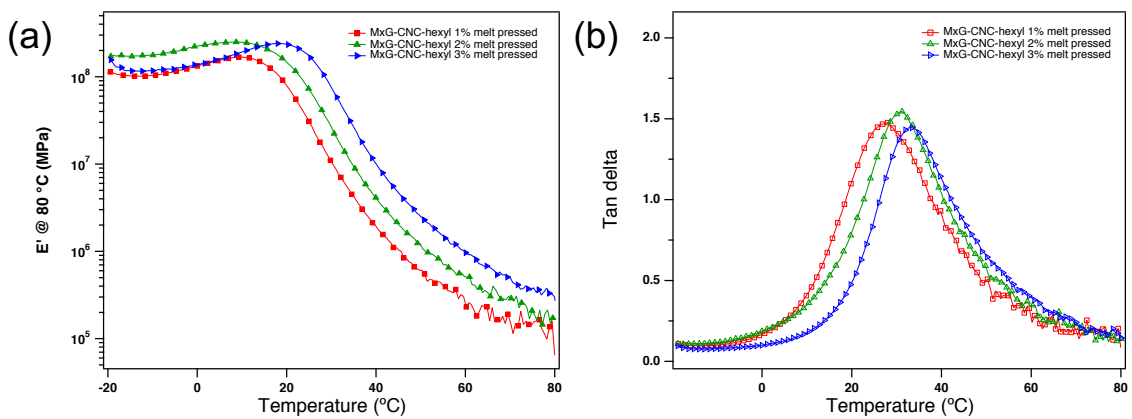 (a)
MxG-CNC-hexyl 1% melt pressed
MxG-CNC-hexyl 2% melt pressed
MxG-CNC-hexyl 3% melt pressed
10⁸
10⁷
10⁶
10⁵
E' @ 80 °C (MPa)
-20 0 20 40 60 80
Temperature (ºC)
(b)
MxG-CNC-hexyl 1% melt pressed
MxG-CNC-hexyl 2% melt pressed
MxG-CNC-hexyl 3% melt pressed
2.0
1.5
1.0
0.5
0.0
Tan delta
0 20 40 60 80
Temperature (ºC)